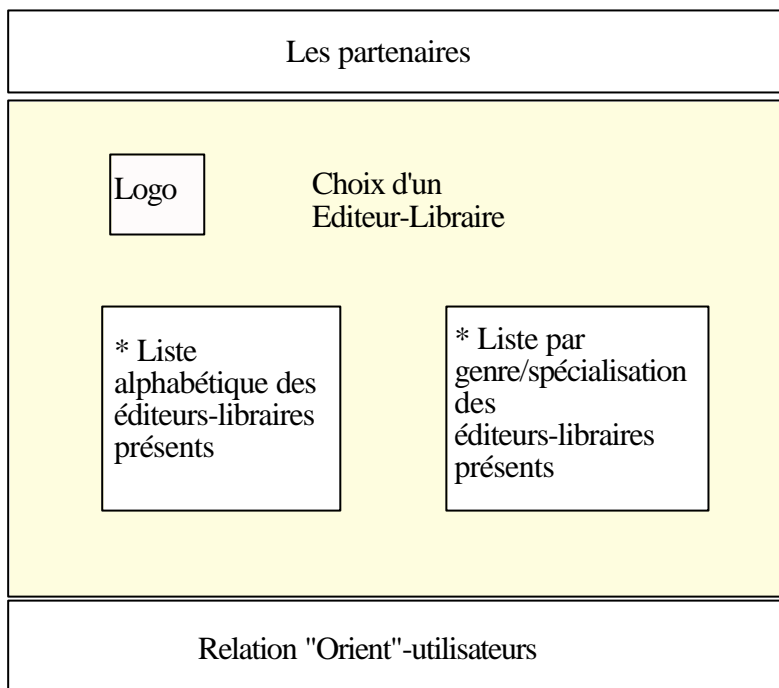 Les partenaires
Logo
Choix d'un
Editeur-Libraire
* Liste
alphabétique des
éditeurs-libraires
présents
* Liste par
genre/spécialisation
des
éditeurs-libraires
présents
Relation "Orient"-utilisateurs